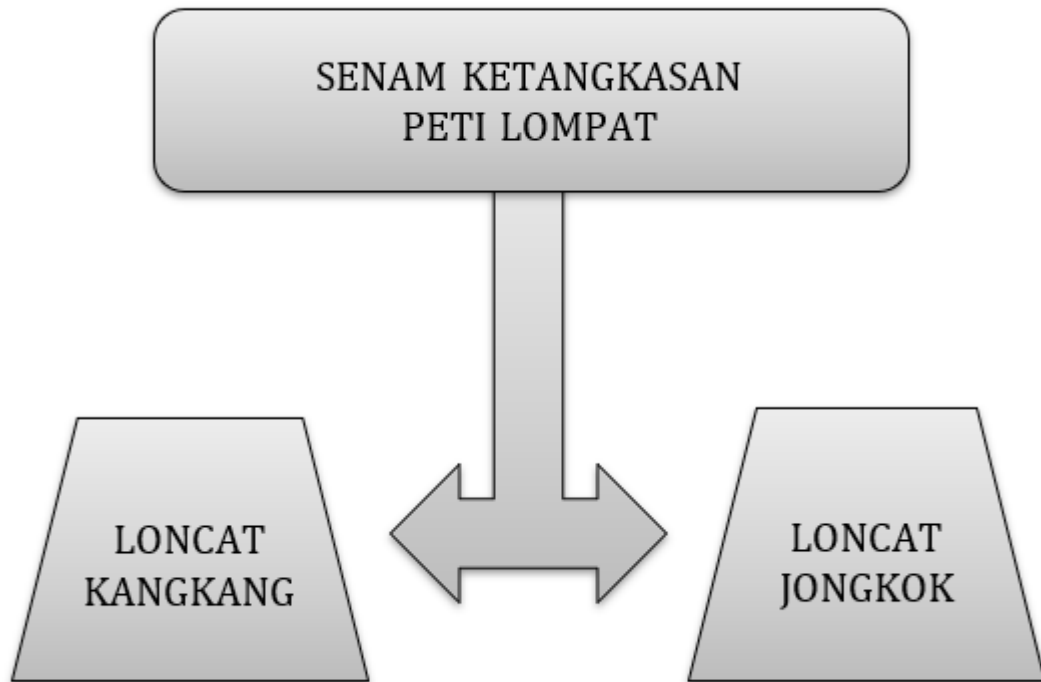 SENAM KETANGKASAN
PETI LOMPAT
LONCAT
KANGKANG
LONCAT
JONGKOK